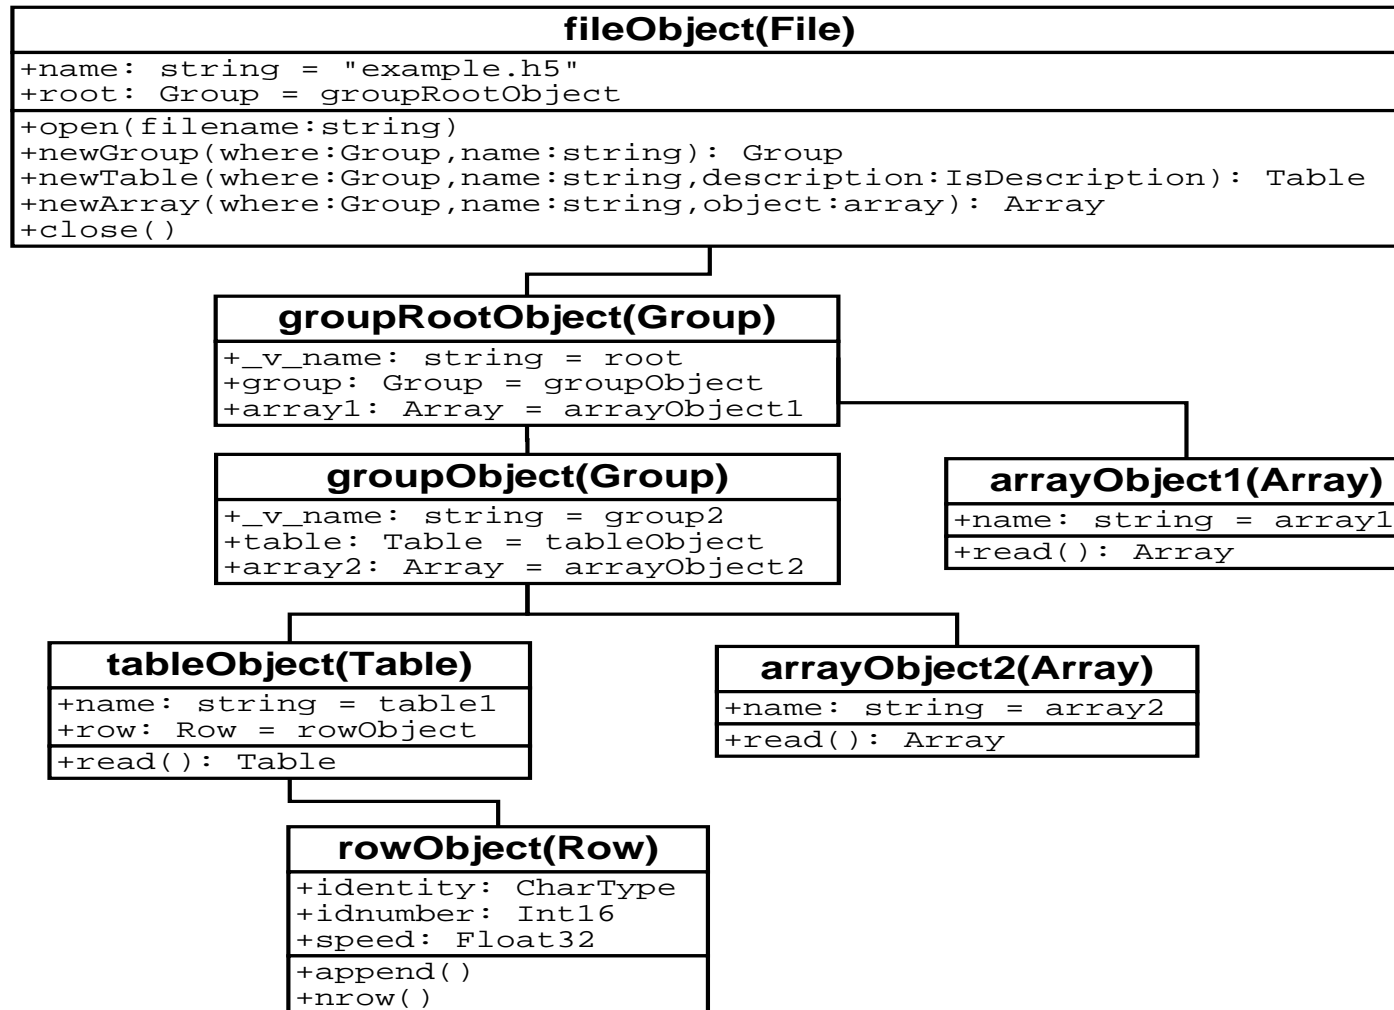 fileObject(File)
+name: string = "example.h5"
+root: Group = groupRootObject
+open(filename:string)
+newGroup(where:Group,name:string): Group
+newTable(where:Group,name:string,description:IsDescription): Table
+newArray(where:Group,name:string,object:array): Array
+close()
groupRootObject(Group)
+_v_name: string = root
+group: Group = groupObject
+array1: Array = arrayObject1
groupObject(Group)
+_v_name: string = group2
+table: Table = tableObject
+array2: Array = arrayObject2
arrayObject1(Array)
+name: string = array1
+read(): Array
tableObject(Table)
+name: string = table1
+row: Row = rowObject
+read(): Table
arrayObject2(Array)
+name: string = array2
+read(): Array
rowObject(Row)
+identity: CharType
+idnumber: Int16
+speed: Float32
+append()
+nrow()